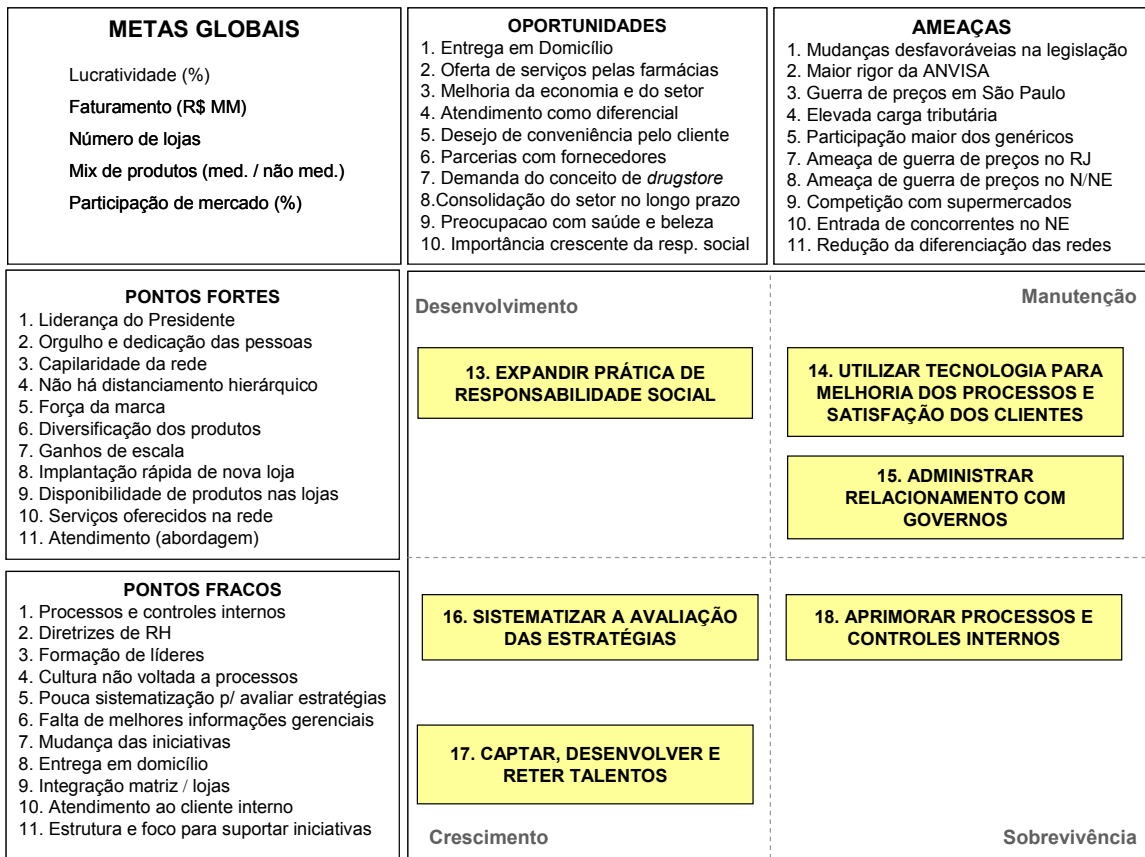 METAS GLOBAIS
Lucratividade (%)
Faturamento (R$ MM)
Número de lojas
Mix de produtos (med. / não med.)
Participação de mercado (%)
OPORTUNIDADES
1. Entrega em Domicílio
2. Oferta de serviços pelas farmácias
3. Melhoria da economia e do setor
4. Atendimento como diferencial
5. Desejo de conveniência pelo cliente
6. Parcerias com fornecedores
7. Demanda do conceito de drugstore
8.Consolidação do setor no longo prazo
9. Preocupacao com saúde e beleza
10. Importância crescente da resp. social
AMEAÇAS
1. Mudanças desfavoráveias na legislação
2. Maior rigor da ANVISA
3. Guerra de preços em São Paulo
4. Elevada carga tributária
5. Participação maior dos genéricos
7. Ameaça de guerra de preços no RJ
8. Ameaça de guerra de preços no N/NE
9. Competição com supermercados
10. Entrada de concorrentes no NE
11. Redução da diferenciação das redes
PONTOS FORTES
1. Liderança do Presidente
2. Orgulho e dedicação das pessoas
3. Capilaridade da rede
4. Não há distanciamento hierárquico
5. Força da marca
6. Diversificação dos produtos
7. Ganhos de escala
8. Implantação rápida de nova loja
9. Disponibilidade de produtos nas lojas
10. Serviços oferecidos na rede
11. Atendimento (abordagem)
Desenvolvimento
13. EXPANDIR PRÁTICA DE
RESPONSABILIDADE SOCIAL
Manutenção
14. UTILIZAR TECNOLOGIA PARA
MELHORIA DOS PROCESSOS E
SATISFAÇÃO DOS CLIENTES
15. ADMINISTRAR
RELACIONAMENTO COM
GOVERNOS
PONTOS FRACOS
1. Processos e controles internos
2. Diretrizes de RH
3. Formação de líderes
4. Cultura não voltada a processos
5. Pouca sistematização p/ avaliar estratégias
6. Falta de melhores informações gerenciais
7. Mudança das iniciativas
8. Entrega em domicílio
9. Integração matriz / lojas
10. Atendimento ao cliente interno
11. Estrutura e foco para suportar iniciativas
16. SISTEMATIZAR A AVALIAÇÃO
DAS ESTRATÉGIAS
17. CAPTAR, DESENVOLVER E
RETER TALENTOS
Crescimento
18. APRIMORAR PROCESSOS E
CONTROLES INTERNOS
Sobrevivência